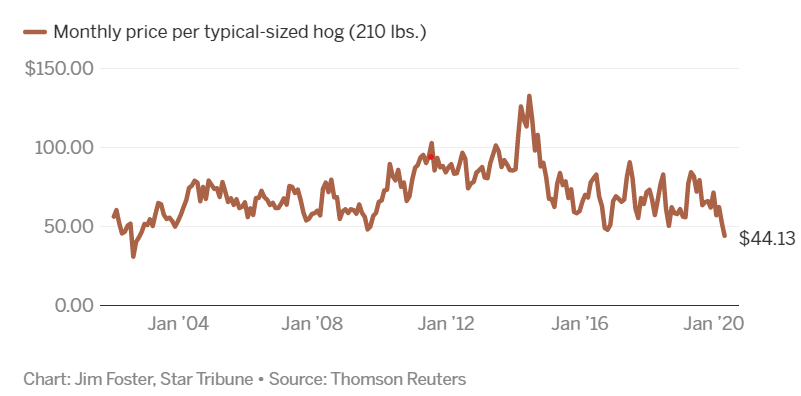 Monthly price per typical-sized hog (210 lbs.)
$150.00
100.00
50.00
$44.13
0.00
Jan ’04 Jan ’08 Jan ’12 Jan ’16 Jan ’20
Chart: Jim Foster, Star Tribune • Source: Thomson Reuters